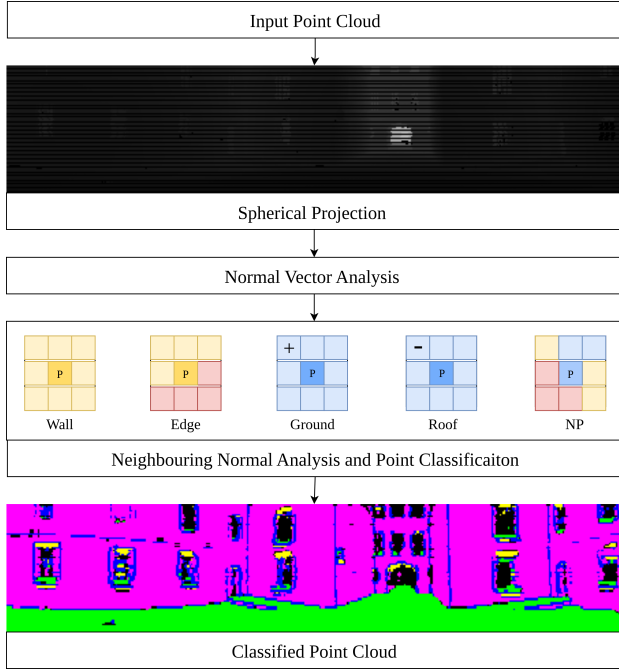 Input Point Cloud
Spherical Projection
Normal Vector Analysis
P P + P - P P
Wall Edge Ground Roof NP
Neighbouring Normal Analysis and Point Classificaiton
Classified Point Cloud